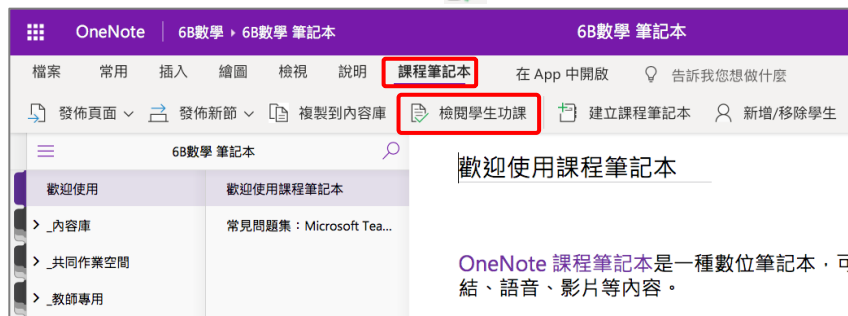 OneNote 6B數學 › 6B數學 筆記本 6B數學 筆記本
檔案 常用 插入 繪圖 檢視 說明 課程筆記本 在 App 中開啟 告訴我您想做什麼
發佈頁面 發佈新節 複製到內容庫 檢閱學生功課 建立課程筆記本 新增/移除學生
6B數學 筆記本
歡迎使用 歡迎使用課程筆記本
_內容庫 常見問題集：Microsoft Tea...
_共同作業空間
_教師專用
歡迎使用課程筆記本
OneNote 課程筆記本是一種數位筆記本，可
結、語音、影片等內容。